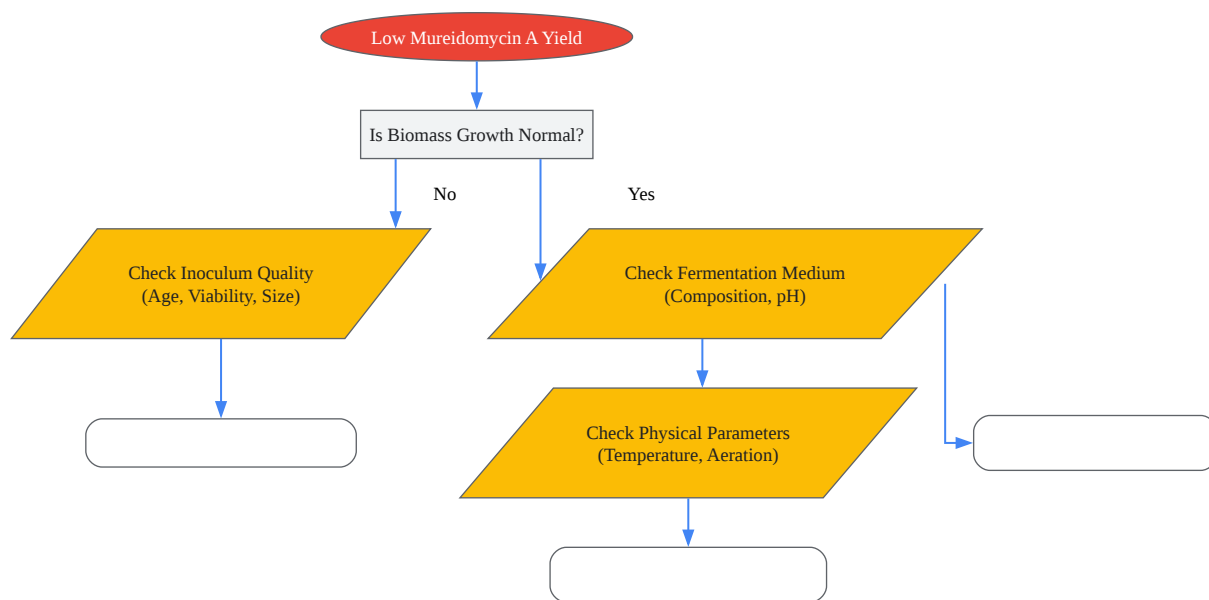 Low Mureidomycin A Yield
Is Biomass Growth Normal?
No
Yes
Check Inoculum Quality
(Age, Viability, Size)
Check Fermentation Medium
(Composition, pH)
Check Physical Parameters
(Temperature, Aeration)